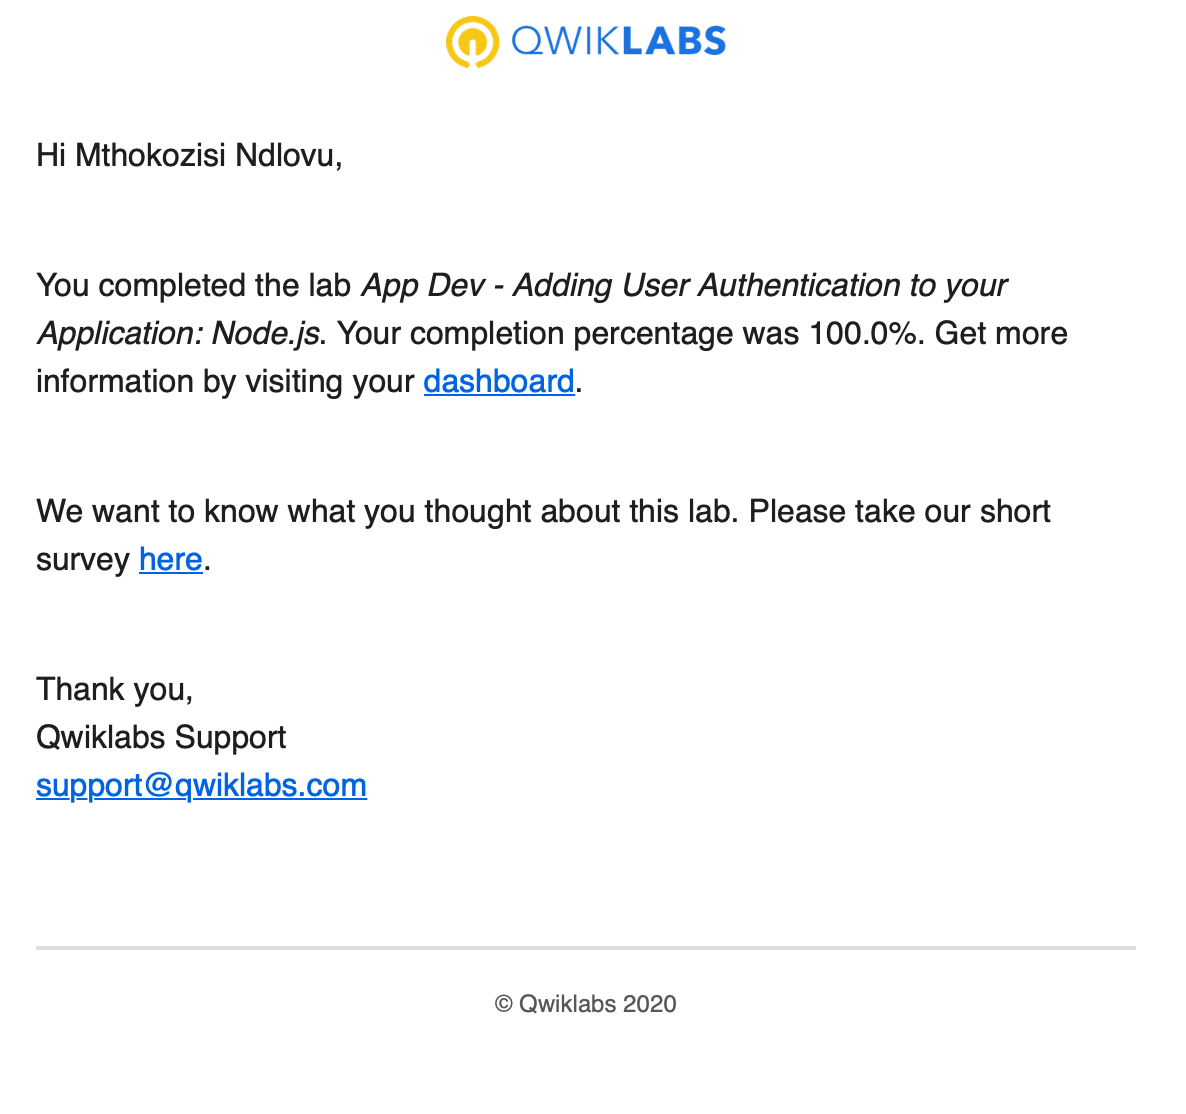 QWIKLABS
Hi Mthokozisi Ndlovu,
You completed the lab App Dev - Adding User Authentication to your
Application: Node.js. Your completion percentage was 100.0%. Get more
information by visiting your dashboard.
We want to know what you thought about this lab. Please take our short
survey here.
Thank you,
Qwiklabs Support
support@qwiklabs.com
© Qwiklabs 2020